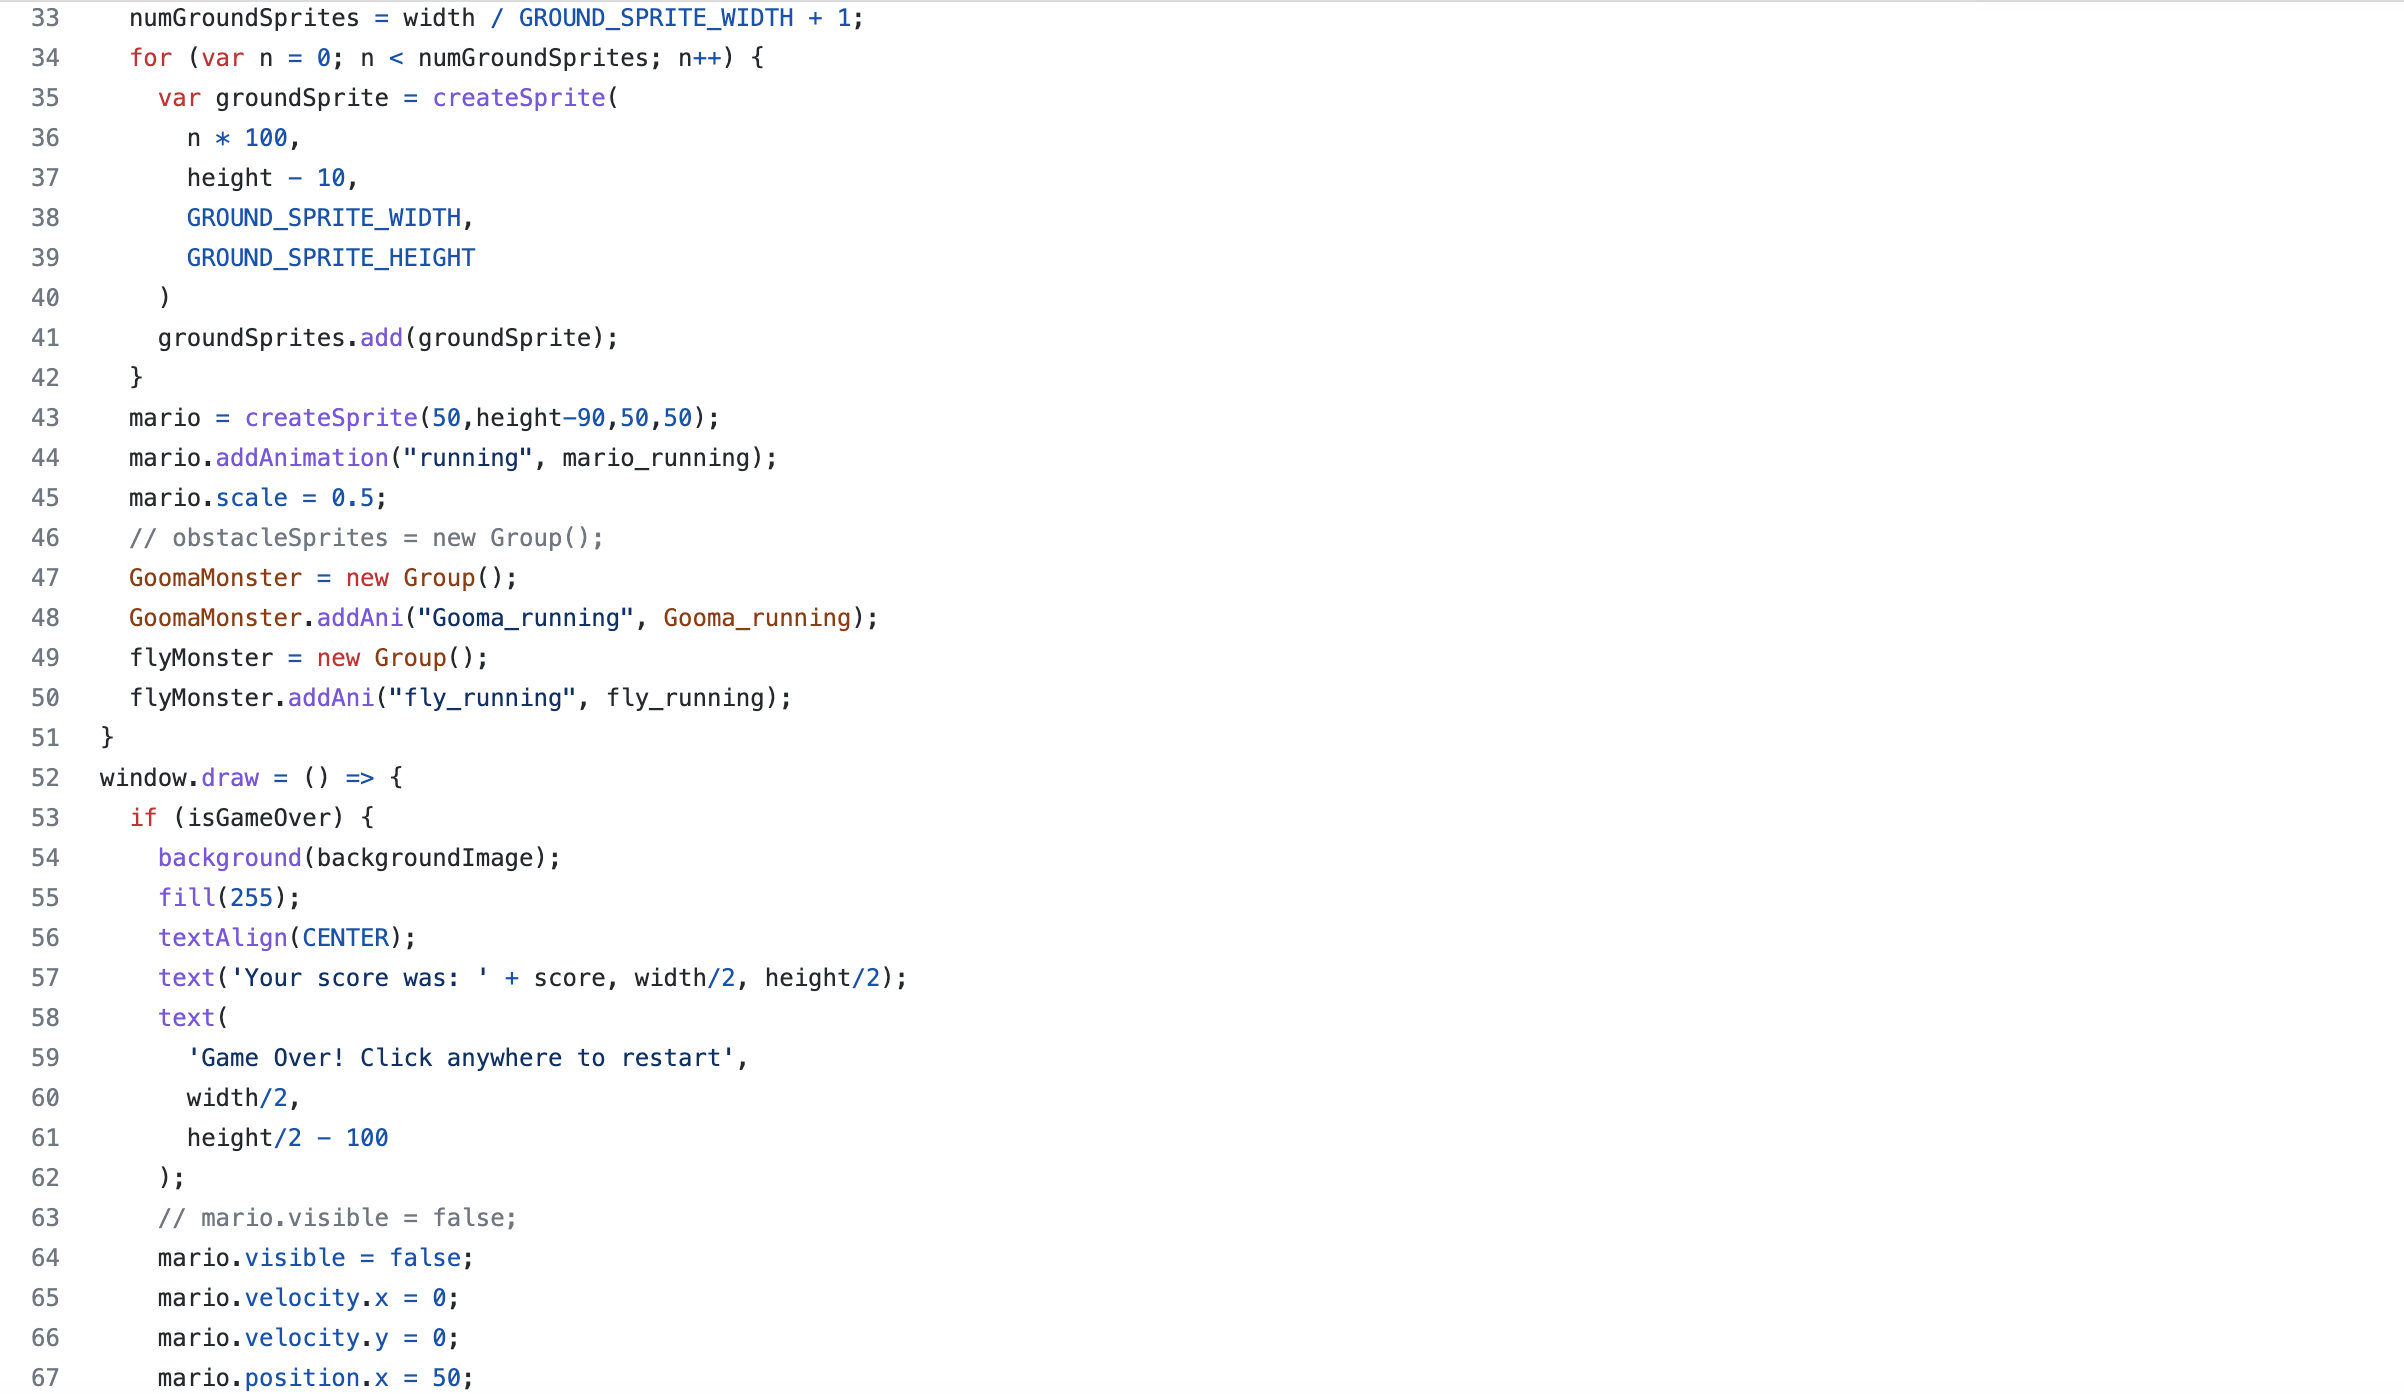 33 numGroundSprites = width / GROUND_SPRITE_WIDTH + 1;
34 for (var n = 0; n < numGroundSprites; n++) {
35 var groundSprite = createSprite(
36 n * 100,
37 height - 10,
38 GROUND_SPRITE_WIDTH,
39 GROUND_SPRITE_HEIGHT
40 )
41 groundSprites.add(groundSprite);
42 }
43 mario = createSprite(50,height-90,50,50);
44 mario.addAnimation("running", mario_running);
45 mario.scale = 0.5;
46 // obstacleSprites = new Group();
47 GoomaMonster = new Group();
48 GoomaMonster.addAni("Gooma_running", Gooma_running);
49 flyMonster = new Group();
50 flyMonster.addAni("fly_running", fly_running);
51 }
52 window.draw = () => {
53 if (isGameOver) {
54 background(backgroundImage);
55 fill(255);
56 textAlign(CENTER);
57 text('Your score was: ' + score, width/2, height/2);
58 text(
59 'Game Over! Click anywhere to restart',
60 width/2,
61 height/2 - 100
62 );
63 // mario.visible = false;
64 mario.visible = false;
65 mario.velocity.x = 0;
66 mario.velocity.y = 0;
67 mario.position.x = 50;